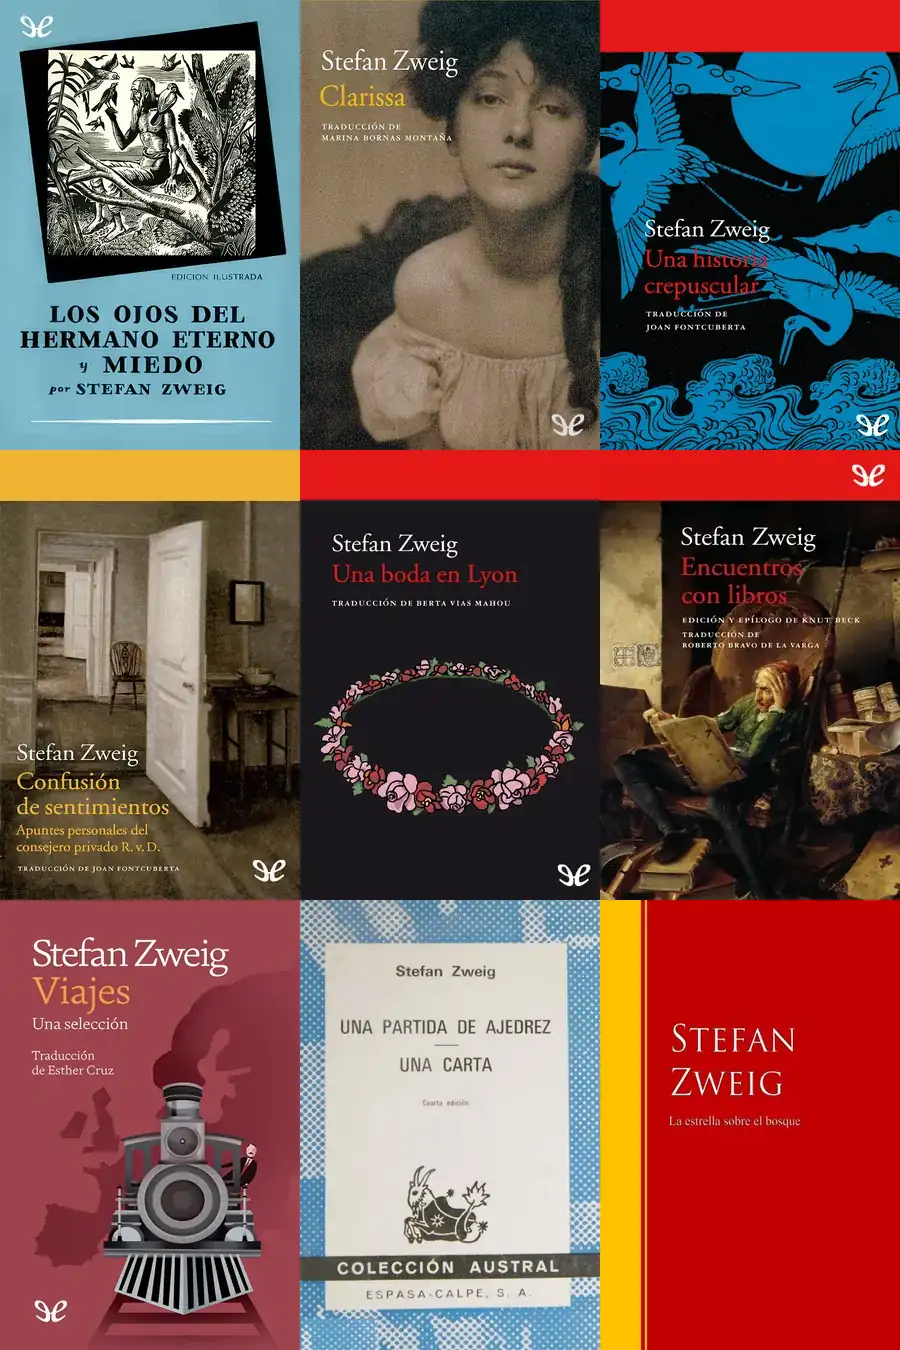 EDICION ILUSTRADA
LOS OJOS DEL
HERMANO ETERNO
y MIEDO
por STEFAN ZWEIG
Stefan Zweig
Clarissa
TRADUCCIÓN DE
MARINA BORNAS MONTAÑA
Stefan Zweig
Una historia
crepuscular
TRADUCCIÓN DE
JOAN FONTCUBERTA
Stefan Zweig
Confusión
de sentimientos
Apuntes personales del
consejero privado R. v. D.
TRADUCCIÓN DE JOAN FONTCUBERTA
Stefan Zweig
Una boda en Lyon
TRADUCCIÓN DE BERTA VIAS MAHOU
Stefan Zweig
Encuentros
con libros
EDICIÓN Y EPÍLOGO DE KNUT BECK
TRADUCCIÓN DE
ROBERTO BRAVO DE LA VARGA
Stefan Zweig
Viajes
Una selección
Traducción
de Esther Cruz
Stefan Zweig
UNA PARTIDA DE AJEDREZ
UNA CARTA
Cuarta edición
COLECCIÓN AUSTRAL
ESPASA-CALPE, S. A.
STEFAN
ZWEIG
La estrella sobre el bosque